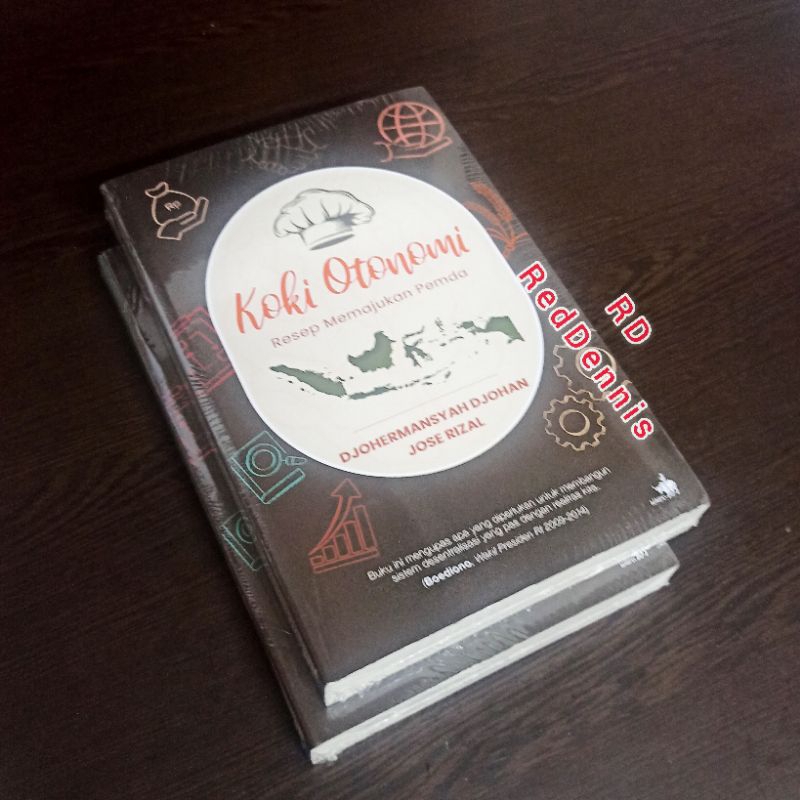 Rp
Koki Otonomi
Resep Memajukan Pemda
DJOHERMANSYAH DJOHAN
JOSE RIZAL
Buku ini mengupas apa yang diperlukan untuk membangun
sistem desentralisasi yang pas dengan realitas kita.
(Boediono, Wakil Presiden RI 2009-2014)
RD
RedDennis